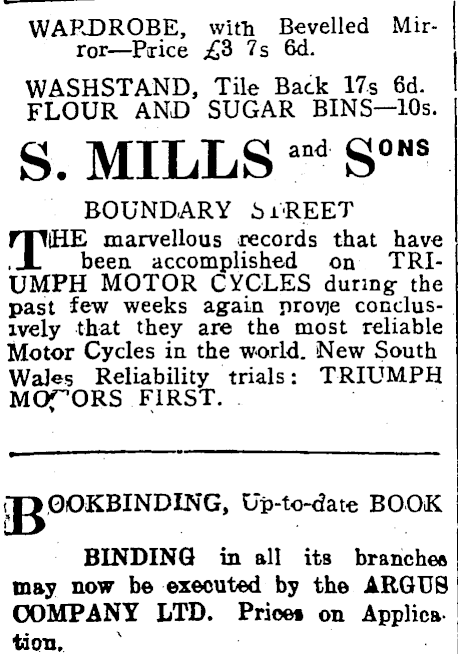 WARDROBE, with Bevelled Mir-
ror—Price £3 7s 6d.
WASHSTAND, Tile Back 17s 6d.
FLOUR AND SUGAR BINS—10s.
S. MILLS and SONS
BOUNDARY STREET
THE marvellous records that have
been accomplished on TRI-
UMPH MOTOR CYCLES during the
past few weeks again prove conclus-
ively that they are the most reliable
Motor Cycles in the world. New South
Wales Reliability trials: TRIUMPH
MOTORS FIRST.
BOOKBINDING, Up-to-date BOOK
BINDING in all its branches
may now be executed by the ARGUS
COMPANY LTD. Prices on Applica-
tion.